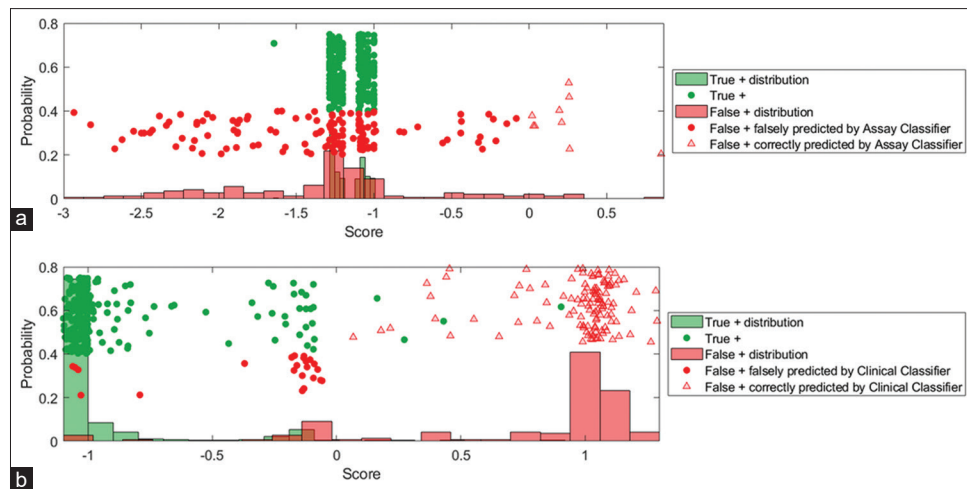 0.8
0.6
0.4
0.2
0
Probability
-3 -2.5 -2 -1.5 -1 -0.5 0 0.5
Score
a
True + distribution
True +
False + distribution
False + falsely predicted by Assay Classifier
False + correctly predicted by Assay Classifier
0.8
0.6
0.4
0.2
0
Probability
-1 -0.5 0 0.5 1
Score
b
True + distribution
True +
False + distribution
False + falsely predicted by Clinical Classifier
False + correctly predicted by Clinical Classifier